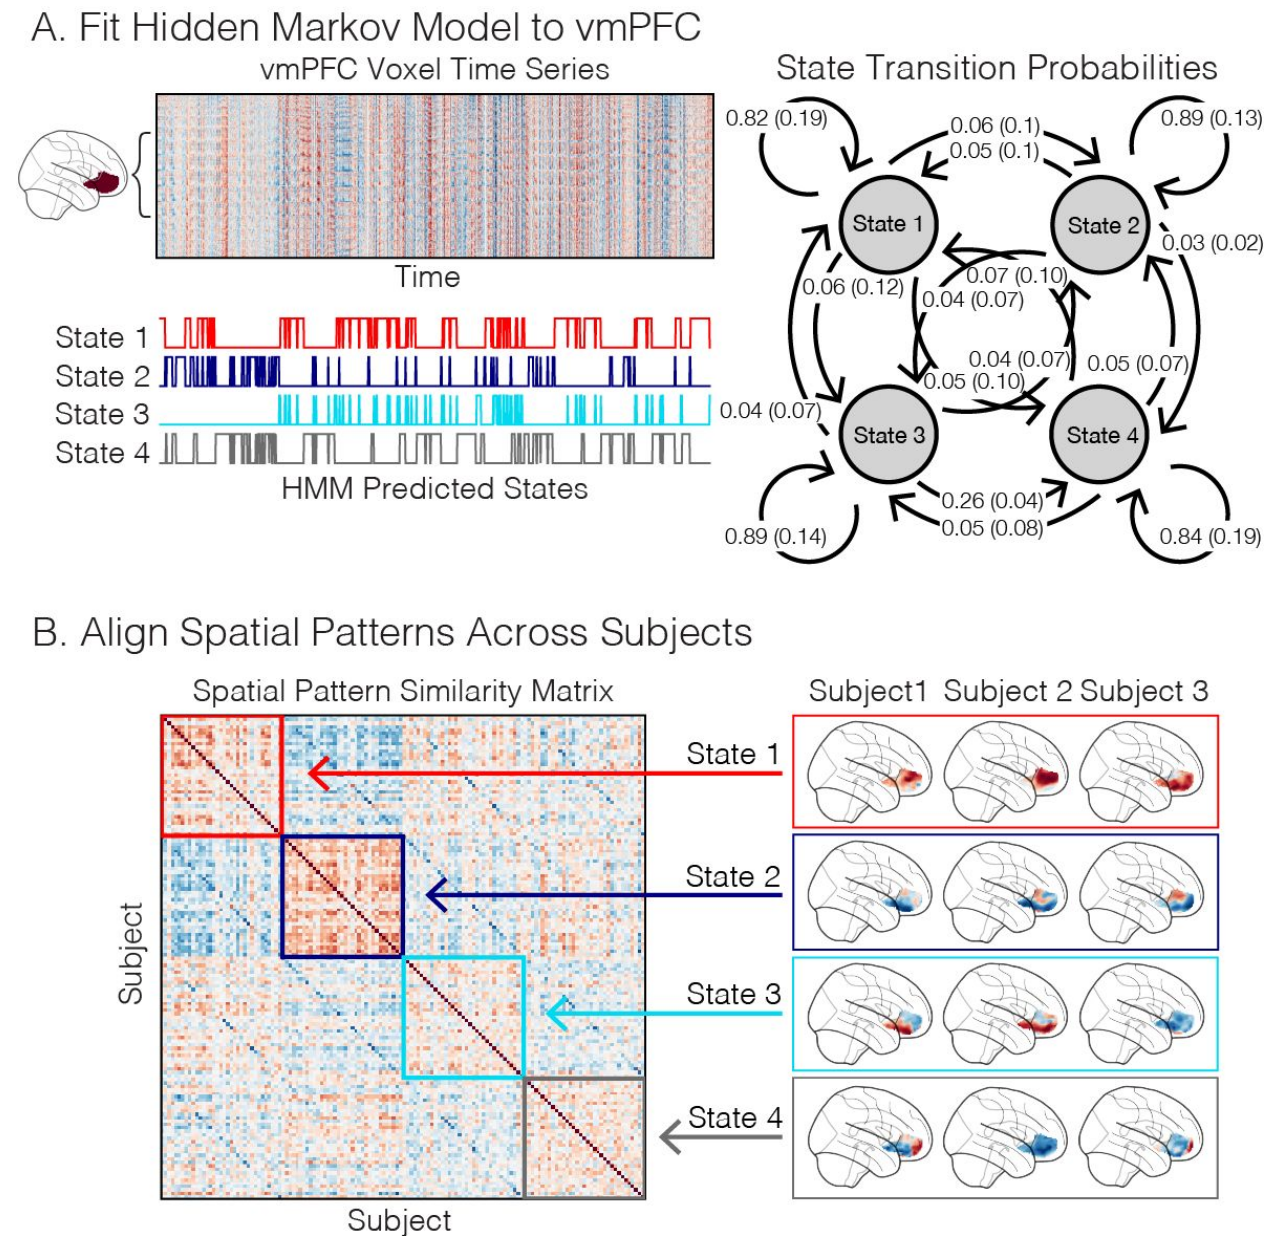 A. Fit Hidden Markov Model to vmPFC
vmPFC Voxel Time Series
Time
State 1
State 2
State 3
State 4
HMM Predicted States
State Transition Probabilities
0.82 (0.19)
0.06 (0.1)
0.05 (0.1)
0.89 (0.13)
State 1
State 2
0.03 (0.02)
0.06 (0.12)
0.07 (0.10)
0.04 (0.07)
0.04 (0.07)
0.05 (0.10)
0.05 (0.07)
0.04 (0.07)
State 3
State 4
0.26 (0.04)
0.05 (0.08)
0.89 (0.14)
0.84 (0.19)
B. Align Spatial Patterns Across Subjects
Spatial Pattern Similarity Matrix
Subject
Subject
Subject1 Subject 2 Subject 3
State 1
State 2
State 3
State 4